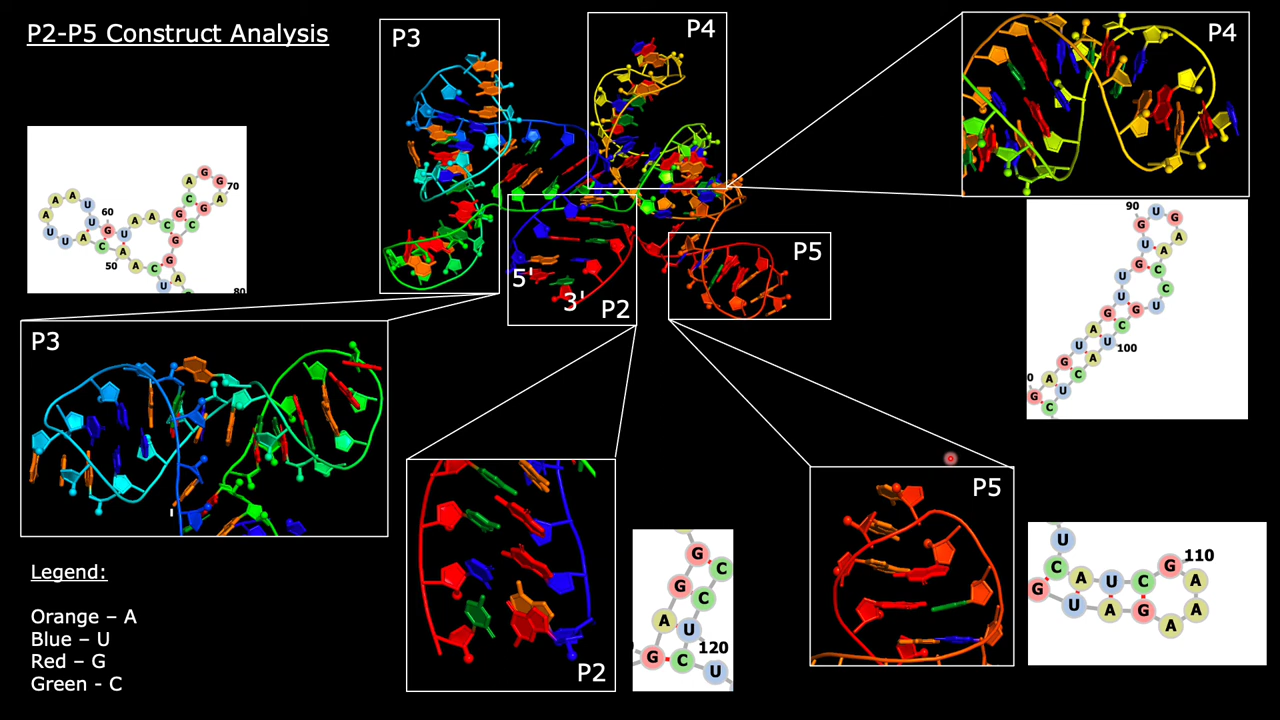 P2-P5 Construct Analysis
P3
P4
P4
P5
5'
3'
P2
A G G 70
A
C G
G C
A A U
A U
U
U U A C A
60
G U A A C
50
A A C
G
G
G A
U
80
P3
90
U G
G A
U A
G C
U C
U U
G G
A C
U U 100
G A
A C
0
G C U
P2
G C
G C
A U
G C 120
U
P5
U
C A U C G 110
A
G U A G A A
Legend:
Orange – A
Blue – U
Red – G
Green - C